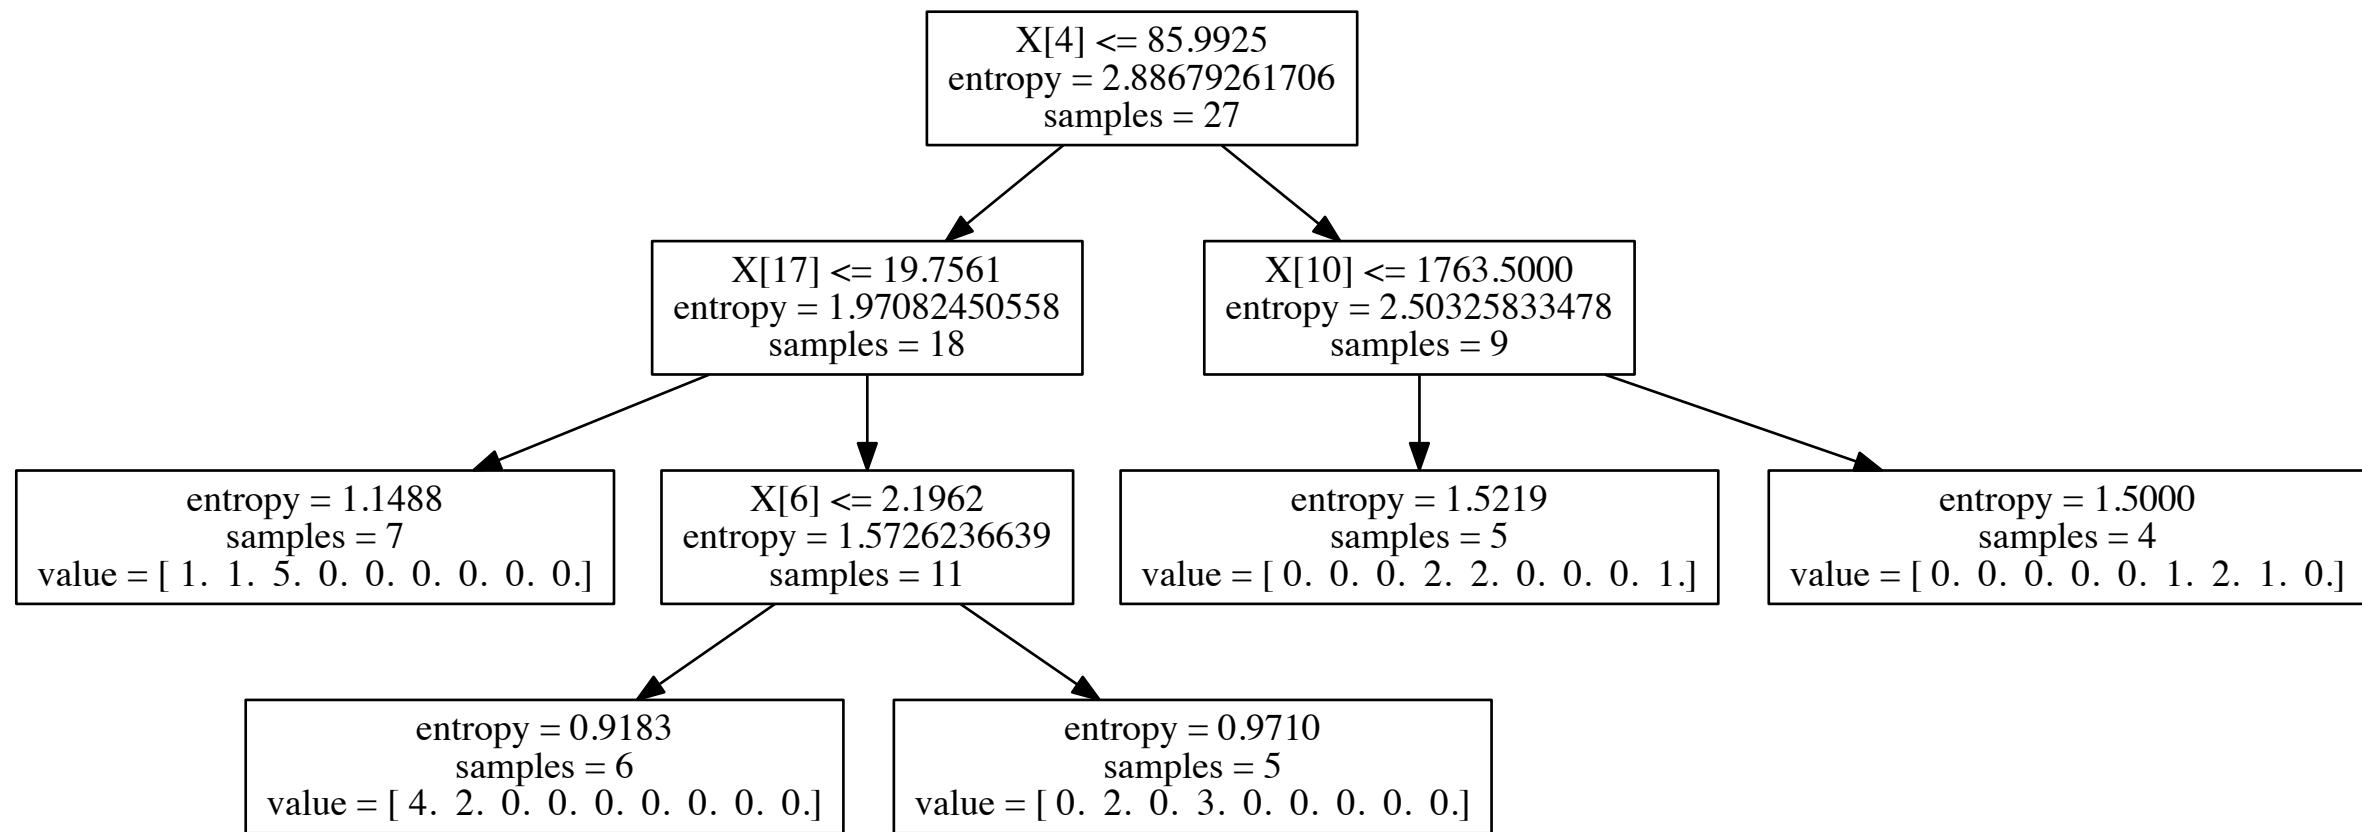 X[4] <= 85.9925
entropy = 2.88679261706
samples = 27
X[17] <= 19.7561
entropy = 1.97082450558
samples = 18
X[10] <= 1763.5000
entropy = 2.50325833478
samples = 9
entropy = 1.1488
samples = 7
value = [ 1. 1. 5. 0. 0. 0. 0. 0. 0.]
X[6] <= 2.1962
entropy = 1.5726236639
samples = 11
entropy = 1.5219
samples = 5
value = [ 0. 0. 0. 2. 2. 0. 0. 0. 1.]
entropy = 1.5000
samples = 4
value = [ 0. 0. 0. 0. 0. 1. 2. 1. 0.]
entropy = 0.9183
samples = 6
value = [ 4. 2. 0. 0. 0. 0. 0. 0. 0.]
entropy = 0.9710
samples = 5
value = [ 0. 2. 0. 3. 0. 0. 0. 0. 0.]